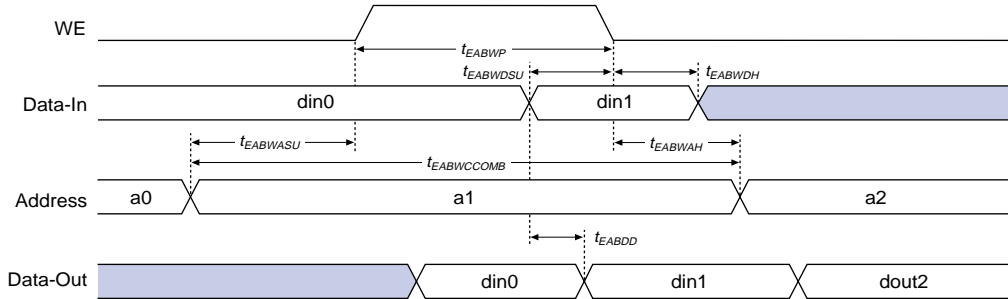 WE
tEABWP
tEABWDSU
tEABWDH
Data-In din0 din1
tEABWASU
tEABWAH
tEABWCCOMB
Address a0 a1 a2
tEABDD
Data-Out din0 din1 dout2